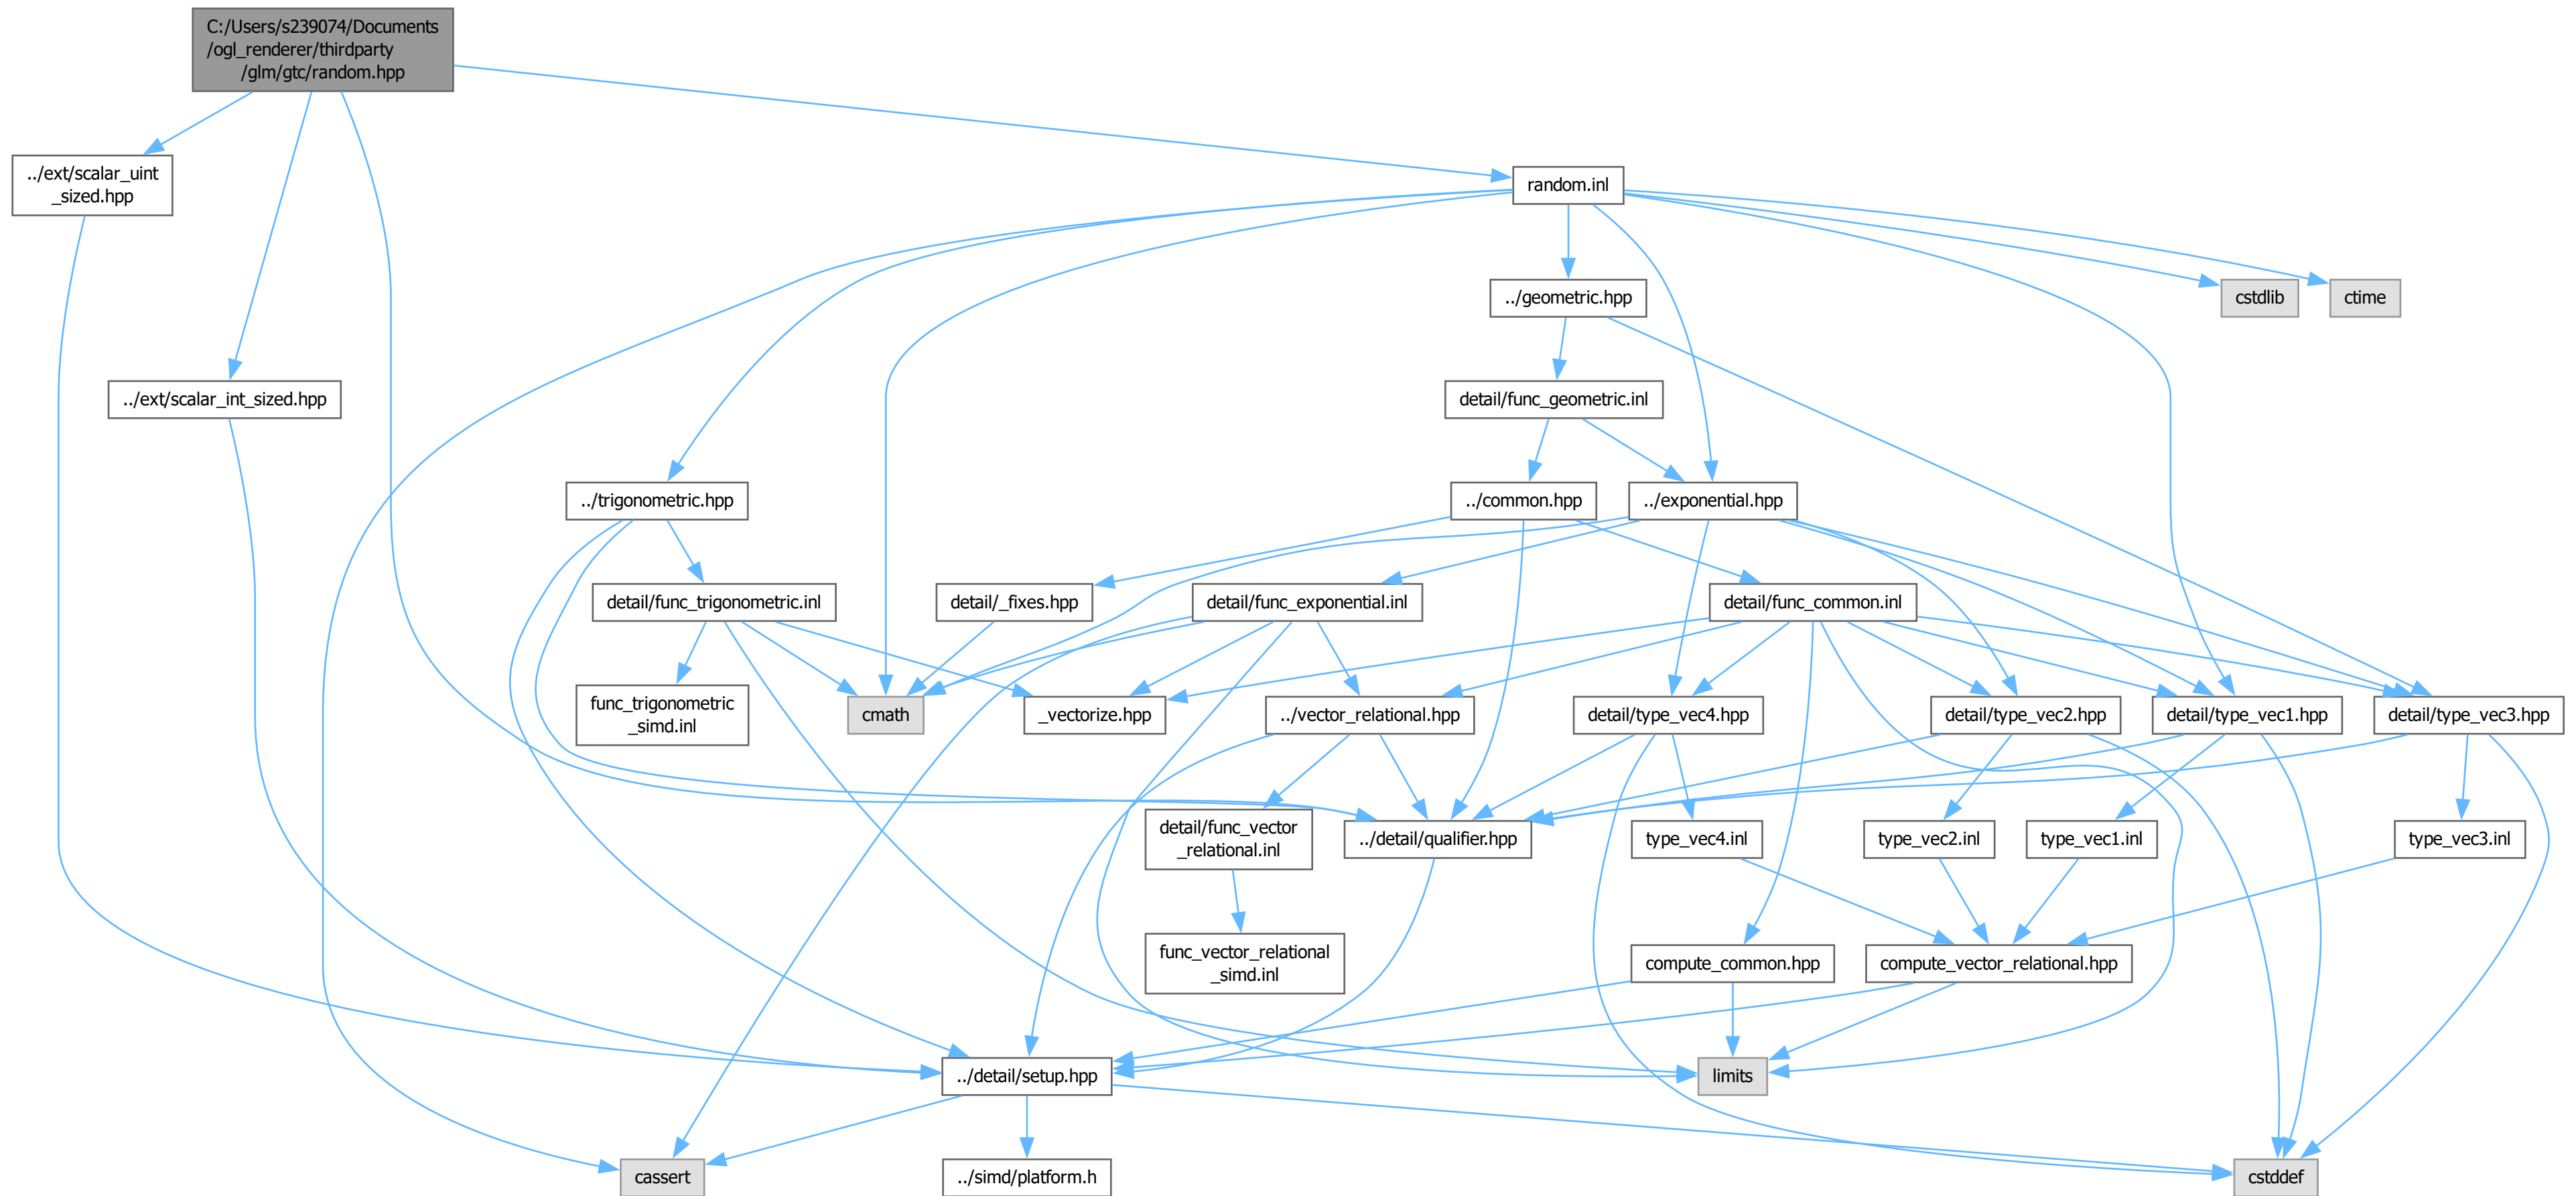 C:/Users/s239074/Documents
/ogl_renderer/thirdparty
/glm/gtc/random.hpp
../ext/scalar_uint
_sized.hpp
random.inl
../geometric.hpp
cstdlib
ctime
../ext/scalar_int_sized.hpp
detail/func_geometric.inl
../trigonometric.hpp
../common.hpp
../exponential.hpp
detail/func_trigonometric.inl
detail/_fixes.hpp
detail/func_exponential.inl
detail/func_common.inl
func_trigonometric
_simd.inl
cmath
_vectorize.hpp
../vector_relational.hpp
detail/type_vec4.hpp
detail/type_vec2.hpp
detail/type_vec1.hpp
detail/type_vec3.hpp
detail/func_vector
_relational.inl
../detail/qualifier.hpp
type_vec4.inl
type_vec2.inl
type_vec1.inl
type_vec3.inl
func_vector_relational
_simd.inl
compute_common.hpp
compute_vector_relational.hpp
../detail/setup.hpp
limits
cassert
../simd/platform.h
cstddef